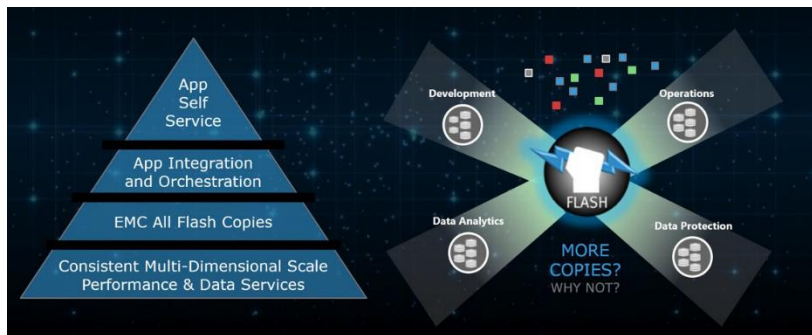 App
Self
Service
App Integration
and Orchestration
EMC All Flash Copies
Consistent Multi-Dimensional Scale
Performance & Data Services
Development
Operations
FLASH
Data Analytics
Data Protection
MORE
COPIES?
WHY NOT?